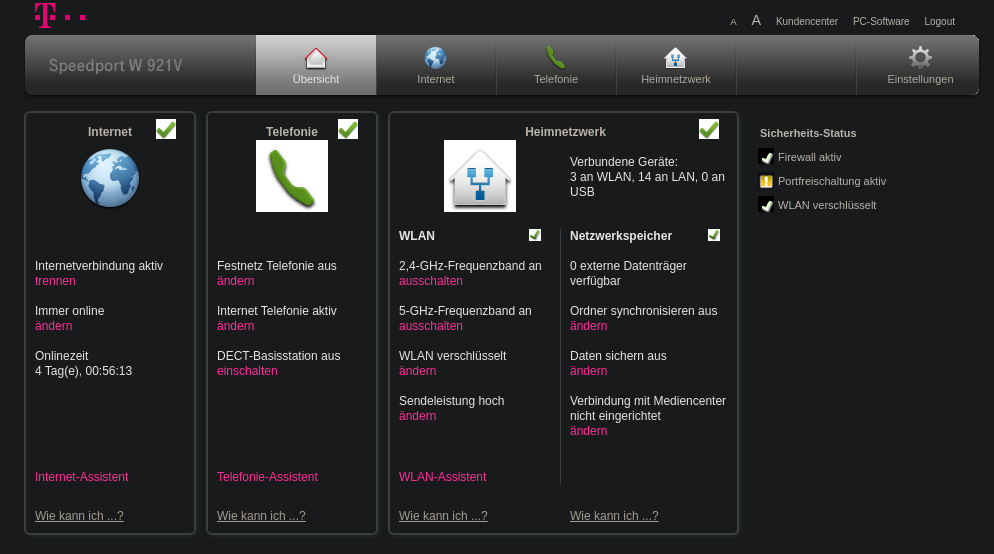 T
A A Kundencenter PC-Software Logout
Speedport W 921V
Übersicht
Internet
Telefonie
Heimnetzwerk
Einstellungen
Internet
Internetverbindung aktiv
trennen
Immer online
ändern
Onlinezeit
4 Tag(e), 00:56:13
Internet-Assistent
Wie kann ich ...?
Telefonie
Festnetz Telefonie aus
ändern
Internet Telefonie aktiv
ändern
DECT-Basisstation aus
einschalten
Telefonie-Assistent
Wie kann ich ...?
Heimnetzwerk
Verbundene Geräte:
3 an WLAN, 14 an LAN, 0 an
USB
WLAN
2,4-GHz-Frequenzband an
ausschalten
5-GHz-Frequenzband an
ausschalten
WLAN verschlüsselt
ändern
Sendeleistung hoch
ändern
WLAN-Assistent
Wie kann ich ...?
Netzwerkspeicher
0 externe Datenträger
verfügbar
Ordner synchronisieren aus
ändern
Daten sichern aus
ändern
Verbindung mit Mediencenter
nicht eingerichtet
ändern
Wie kann ich ...?
Sicherheits-Status
Firewall aktiv
Portfreischaltung aktiv
WLAN verschlüsselt